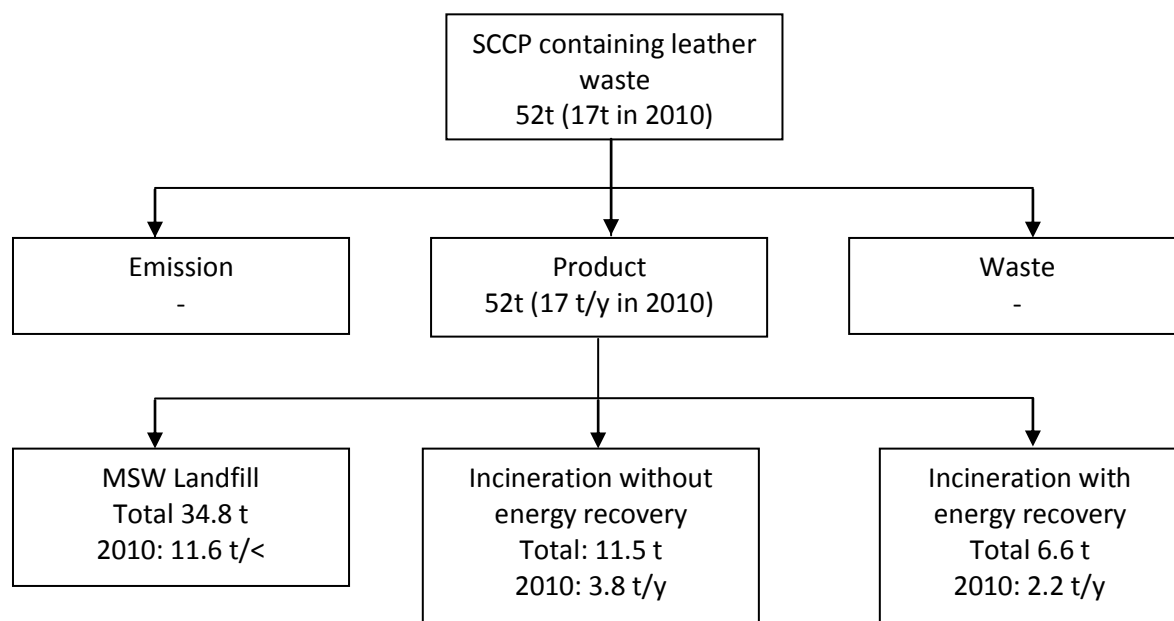 SCCP containing leather
waste
52t (17t in 2010)
Emission
-
Product
52t (17 t/y in 2010)
Waste
-
MSW Landfill
Total 34.8 t
2010: 11.6 t/<
Incineration without
energy recovery
Total: 11.5 t
2010: 3.8 t/y
Incineration with
energy recovery
Total 6.6 t
2010: 2.2 t/y